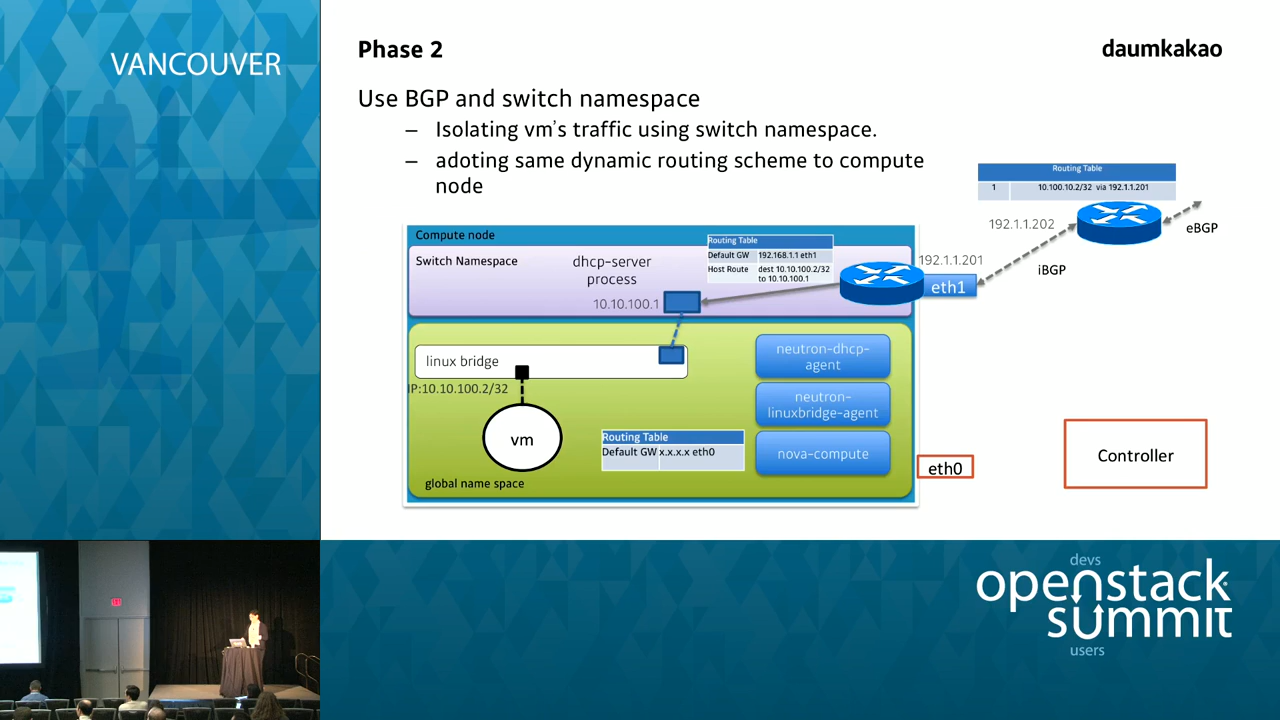 VANCOUVER
Phase 2
daumkakao
Use BGP and switch namespace
– Isolating vm's traffic using switch namespace.
– adoting same dynamic routing scheme to compute
node
Routing Table
1 10.100.10.2/32 via 192.1.1.201
192.1.1.202
eBGP
iBGP
192.1.1.201
eth1
Compute node
Switch Namespace
dhcp-server
process
10.10.100.1
Routing Table
Default GW 192.168.1.1 eth1
Host Route dest 10.10.100.2/32
to 10.10.100.1
linux bridge
IP:10.10.100.2/32
vm
global name space
Routing Table
Default GW x.x.x.x eth0
neutron-dhcp-
agent
neutron-
linuxbridge-agent
nova-compute
eth0
Controller
devs
openstack
summit
users